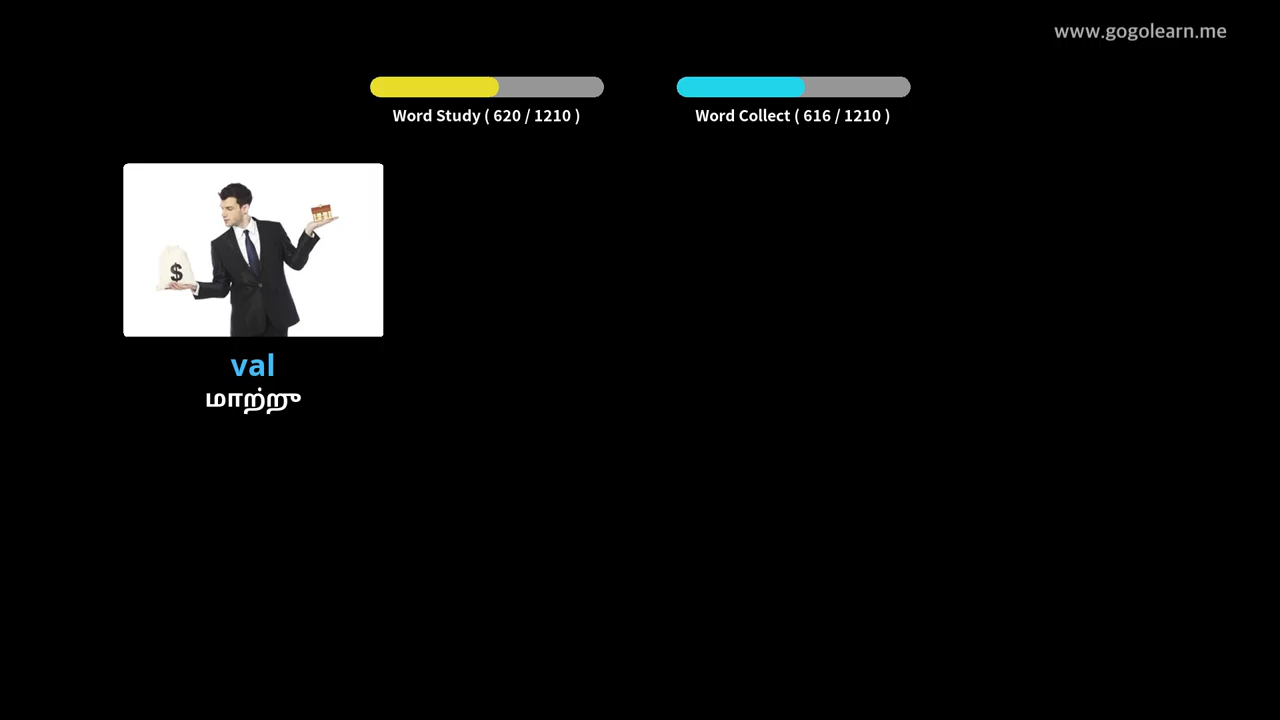 www.gogolearn.me
Word Study ( 620 / 1210 )
Word Collect ( 616 / 1210 )
$
val
மாற்று